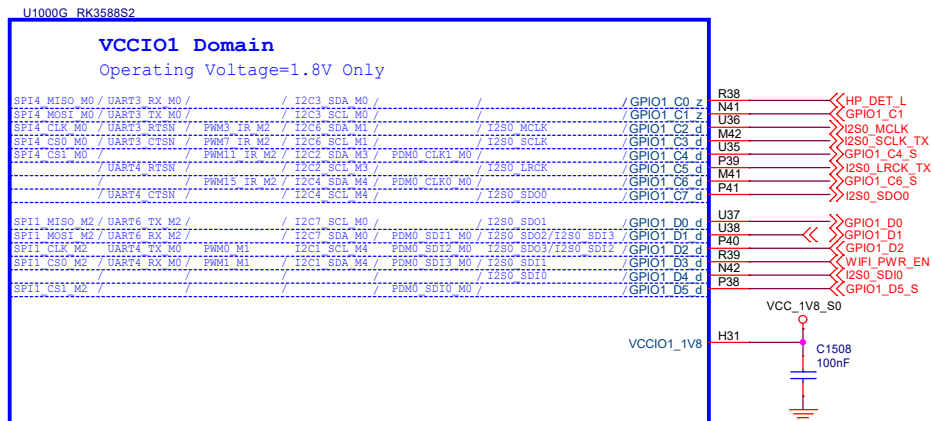 U1000G RK3588S2
VCCIO1 Domain
Operating Voltage=1.8V Only
SPI4_MISO_M0 / UART3_RX_M0 / / I2C3_SDA_M0 / / / GPIO1_C0_z R38 HP_DET_L
SPI4_MOSI_M0 / UART3_TX_M0 / / I2C3_SCL_M0 / / / GPIO1_C1_z N41 GPIO1_C1
SPI4_CLK_M0 / UART3_RTSN / PWM3_IR_M2 / I2C6_SDA_M1 / / I2S0_MCLK / GPIO1_C2_d U36 I2S0_MCLK
SPI4_CS0_M0 / UART3_CTSN / PWM7_IR_M2 / I2C6_SCL_M1 / / I2S0_SCLK / GPIO1_C3_d M42 I2S0_SCLK_TX
SPI4_CS1_M0 / / PWM11_IR_M2 / I2C2_SDA_M3 / PDM0_CLK1_M0 / / GPIO1_C4_d U35 GPIO1_C4_S
/ UART4_RTSN / / I2C2_SCL_M3 / / I2S0_LRCK / GPIO1_C5_d P39 I2S0_LRCK_TX
/ / PWM15_IR_M2 / I2C4_SDA_M4 / PDM0_CLK0_M0 / / GPIO1_C6_d M41 GPIO1_C6_S
/ UART4_CTSN / / I2C4_SCL_M4 / / I2S0_SDO0 / GPIO1_C7_d P41 I2S0_SDO0
SPI1_MISO_M2 / UART6_TX_M2 / / I2C7_SCL_M0 / / I2S0_SDO1 / GPIO1_D0_d U37 GPIO1_D0
SPI1_MOSI_M2 / UART6_RX_M2 / / I2C7_SDA_M0 / PDM0_SDI1_M0 / I2S0_SDO2/I2S0_SDI3 / GPIO1_D1_d U38 GPIO1_D1
SPI1_CLK_M2 / UART4_TX_M0 / PWM0_M1 / I2C1_SCL_M4 / PDM0_SDI2_M0 / I2S0_SDO3/I2S0_SDI2 / GPIO1_D2_d P40 GPIO1_D2
SPI1_CS0_M2 / UART4_RX_M0 / PWM1_M1 / I2C1_SDA_M4 / PDM0_SDI3_M0 / I2S0_SDI1 / GPIO1_D3_d R39 WIFI_PWR_EN
/ / / / / I2S0_SDI0 / GPIO1_D4_d N42 I2S0_SDI0
SPI1_CS1_M2 / / / / PDM0_SDI0_M0 / / GPIO1_D5_d P38 GPIO1_D5_S
VCC_1V8_S0
VCCIO1_1V8 H31
C1508
100nF